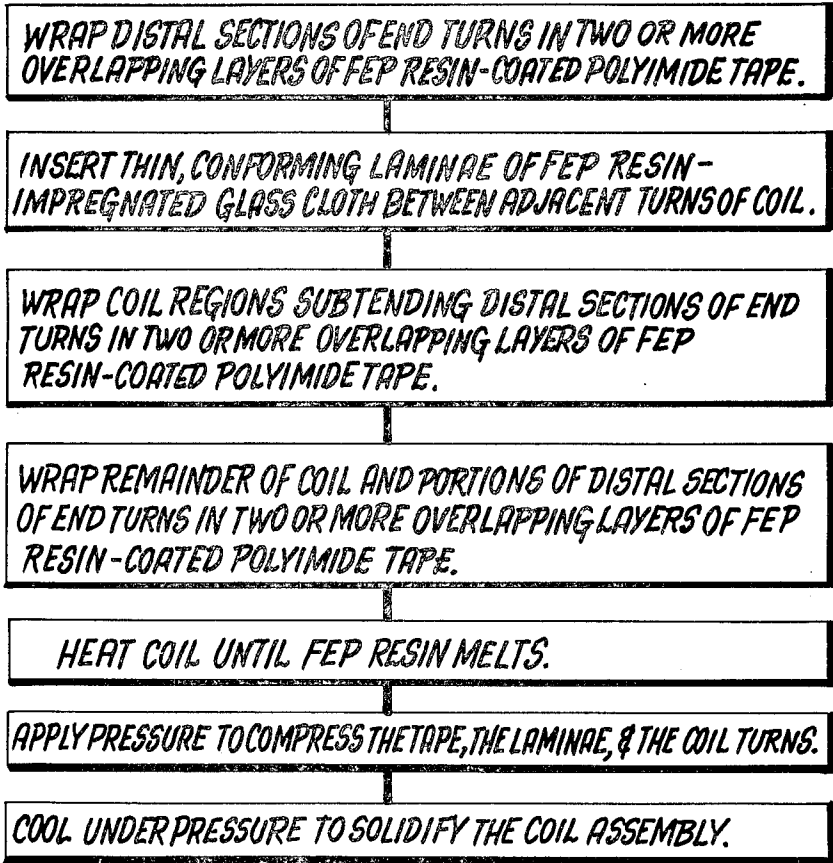 WRAP DISTAL SECTIONS OF END TURNS IN TWO OR MORE
OVERLAPPING LAYERS OF FEP RESIN-COATED POLYIMIDE TAPE.
INSERT THIN, CONFORMING LAMINAE OF FEP RESIN-
IMPREGNATED GLASS CLOTH BETWEEN ADJACENT TURNS OF COIL.
WRAP COIL REGIONS SUBTENDING DISTAL SECTIONS OF END
TURNS IN TWO OR MORE OVERLAPPING LAYERS OF FEP
RESIN-COATED POLYIMIDE TAPE.
WRAP REMAINDER OF COIL AND PORTIONS OF DISTAL SECTIONS
OF END TURNS IN TWO OR MORE OVERLAPPING LAYERS OF FEP
RESIN-COATED POLYIMIDE TAPE.
HEAT COIL UNTIL FEP RESIN MELTS.
APPLY PRESSURE TO COMPRESS THE TAPE, THE LAMINAE, & THE COIL TURNS.
COOL UNDER PRESSURE TO SOLIDIFY THE COIL ASSEMBLY.